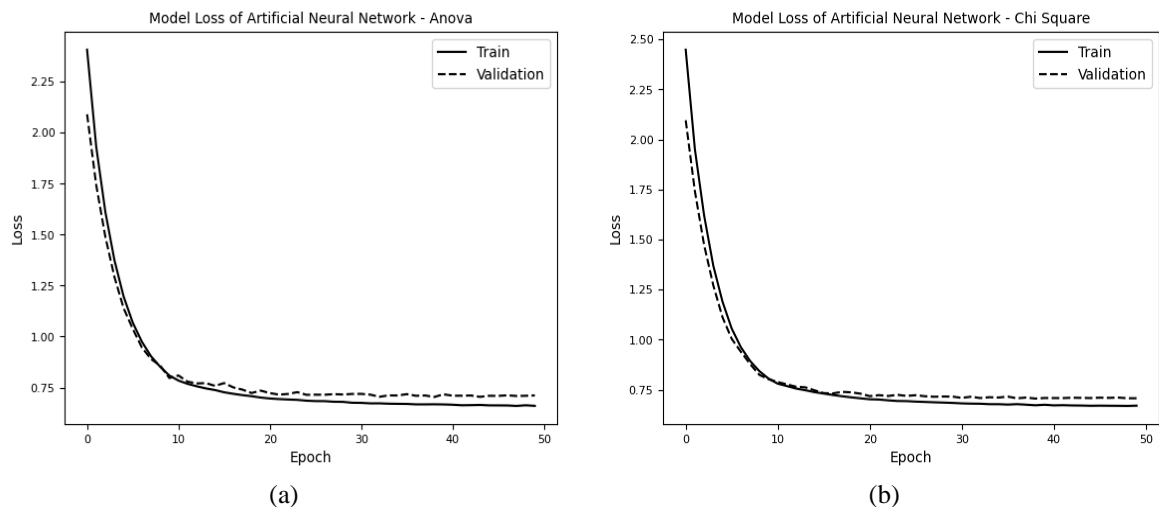 Model Loss of Artificial Neural Network - Anova
Train
Validation
2.25
2.00
1.75
1.50
1.25
1.00
0.75
Loss
0 10 20 30 40 50
Epoch
(a)
Model Loss of Artificial Neural Network - Chi Square
Train
Validation
2.50
2.25
2.00
1.75
1.50
1.25
1.00
0.75
Loss
0 10 20 30 40 50
Epoch
(b)